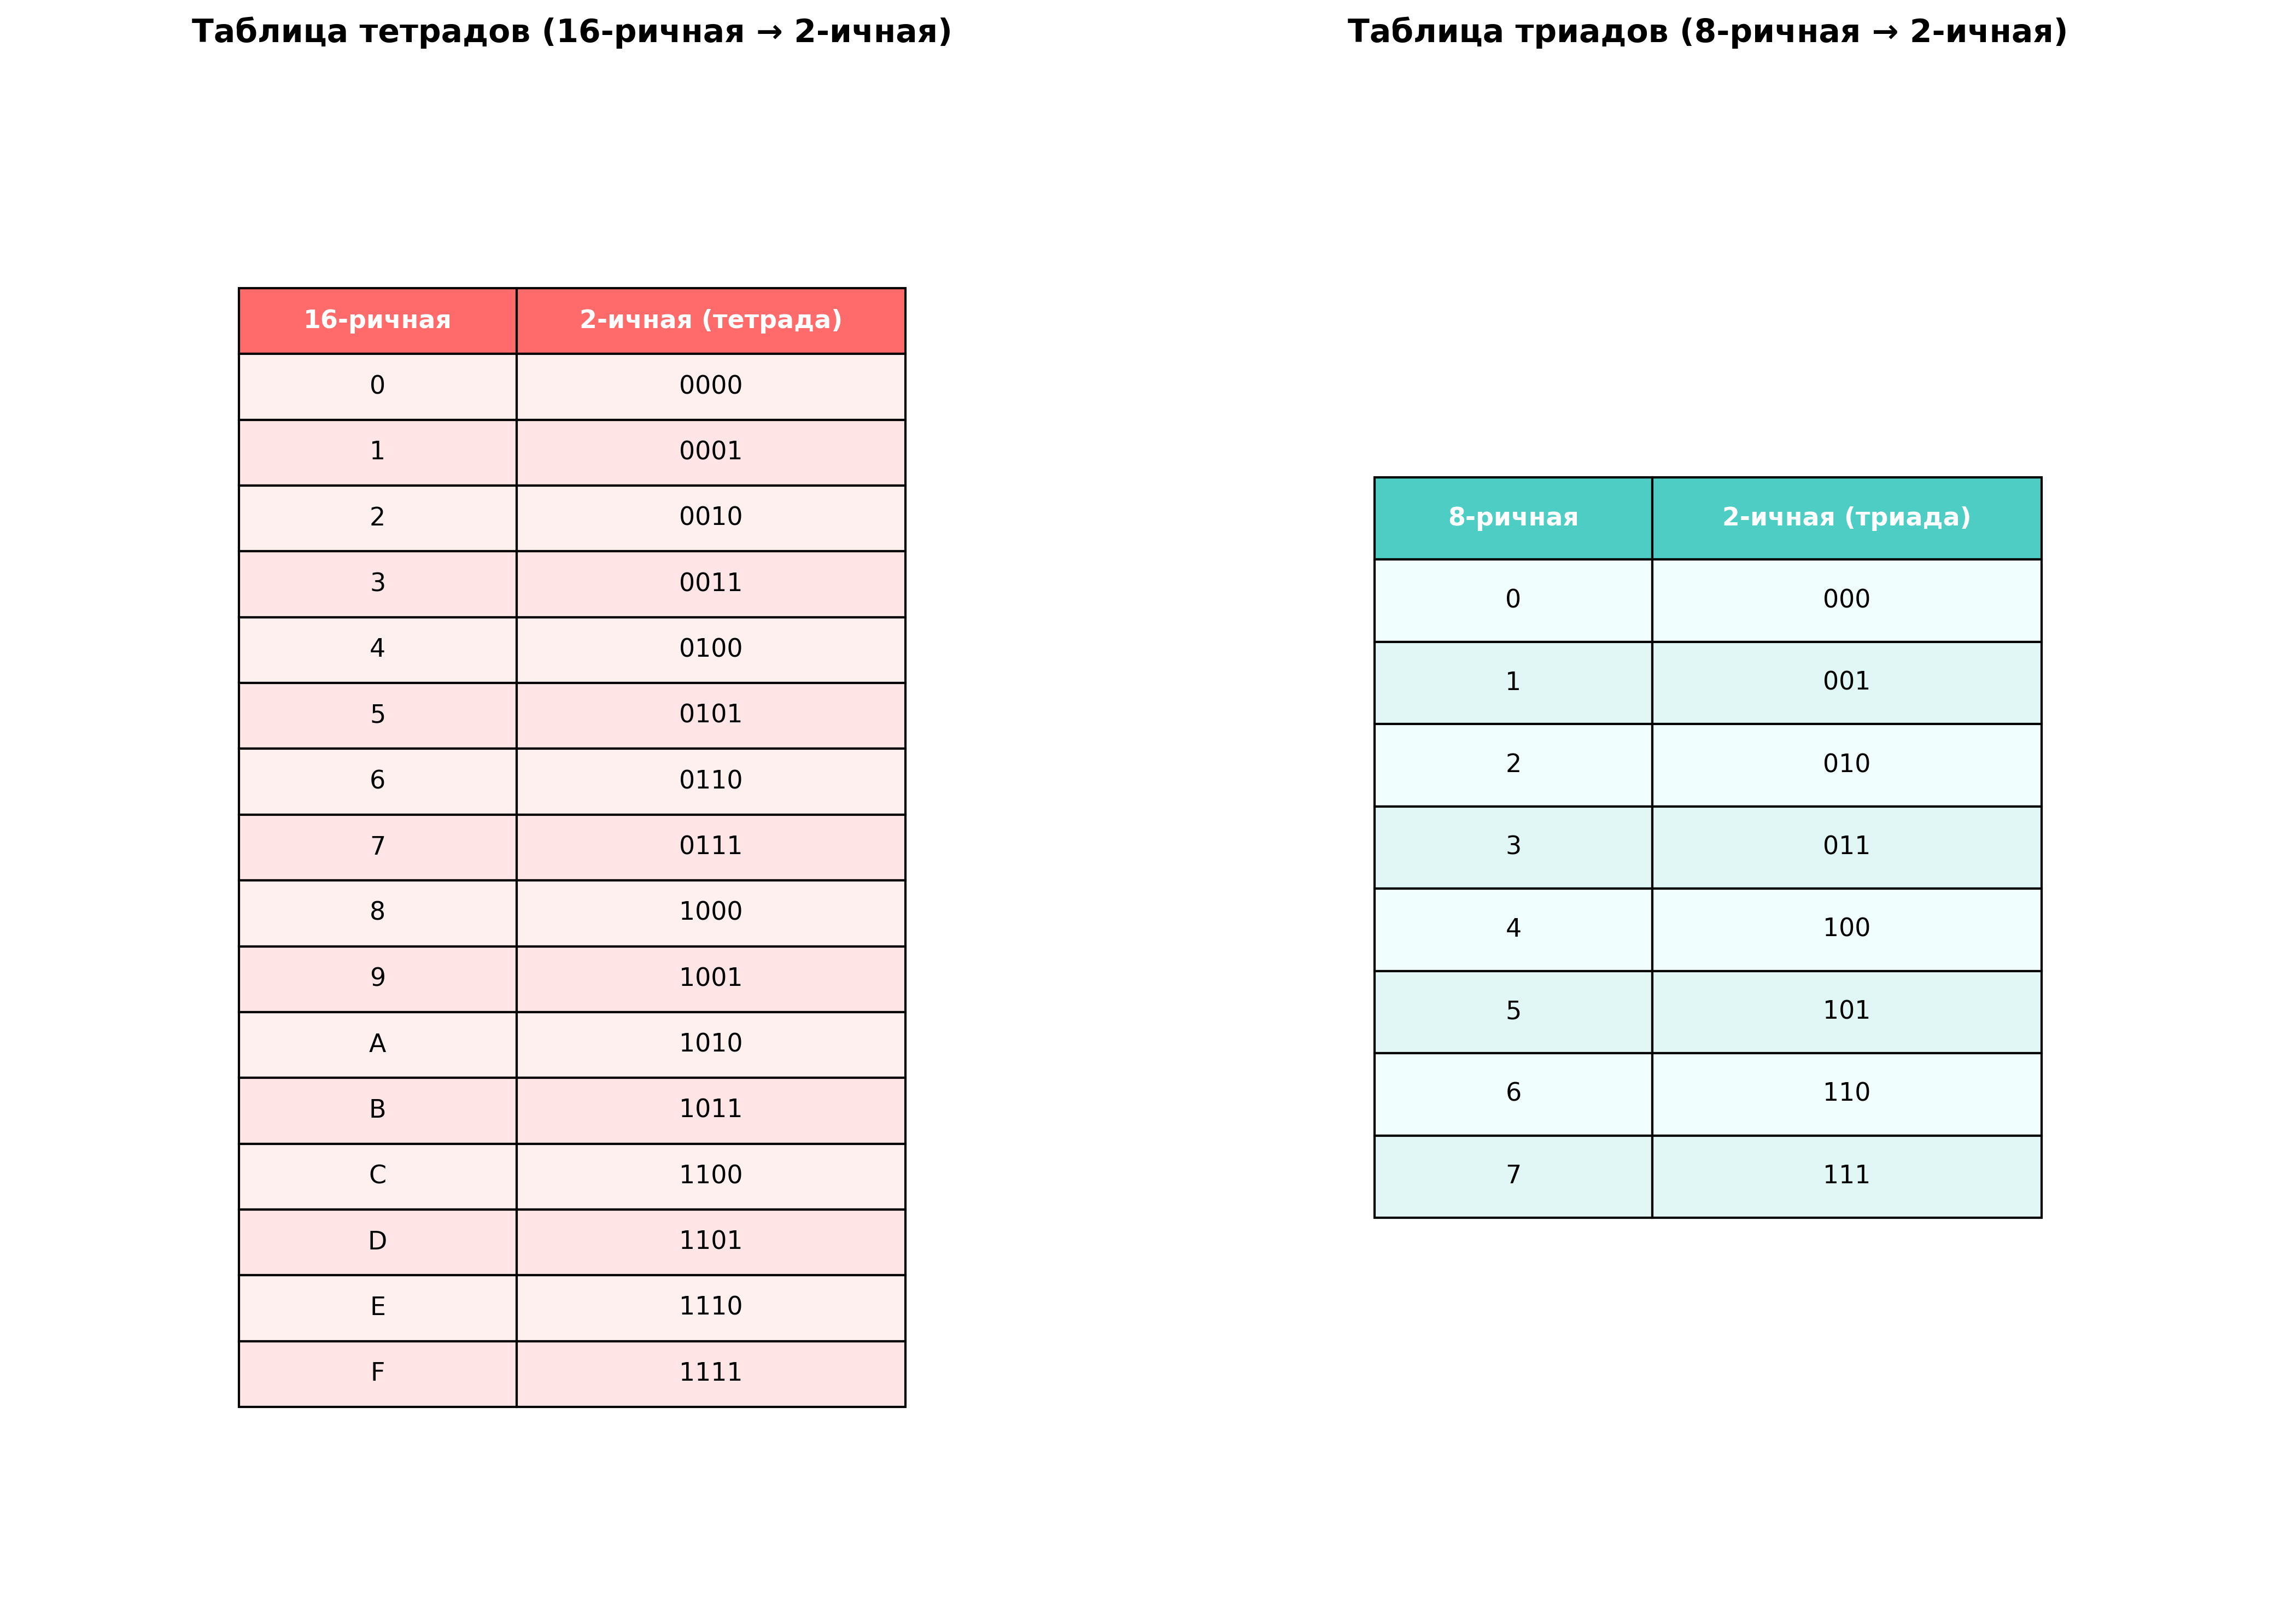 Таблица тетрадов (16-ричная → 2-ичная)
16-ричная 2-ичная (тетрада)
0 0000
1 0001
2 0010
3 0011
4 0100
5 0101
6 0110
7 0111
8 1000
9 1001
A 1010
B 1011
C 1100
D 1101
E 1110
F 1111
Таблица триадов (8-ричная → 2-ичная)
8-ричная 2-ичная (триада)
0 000
1 001
2 010
3 011
4 100
5 101
6 110
7 111